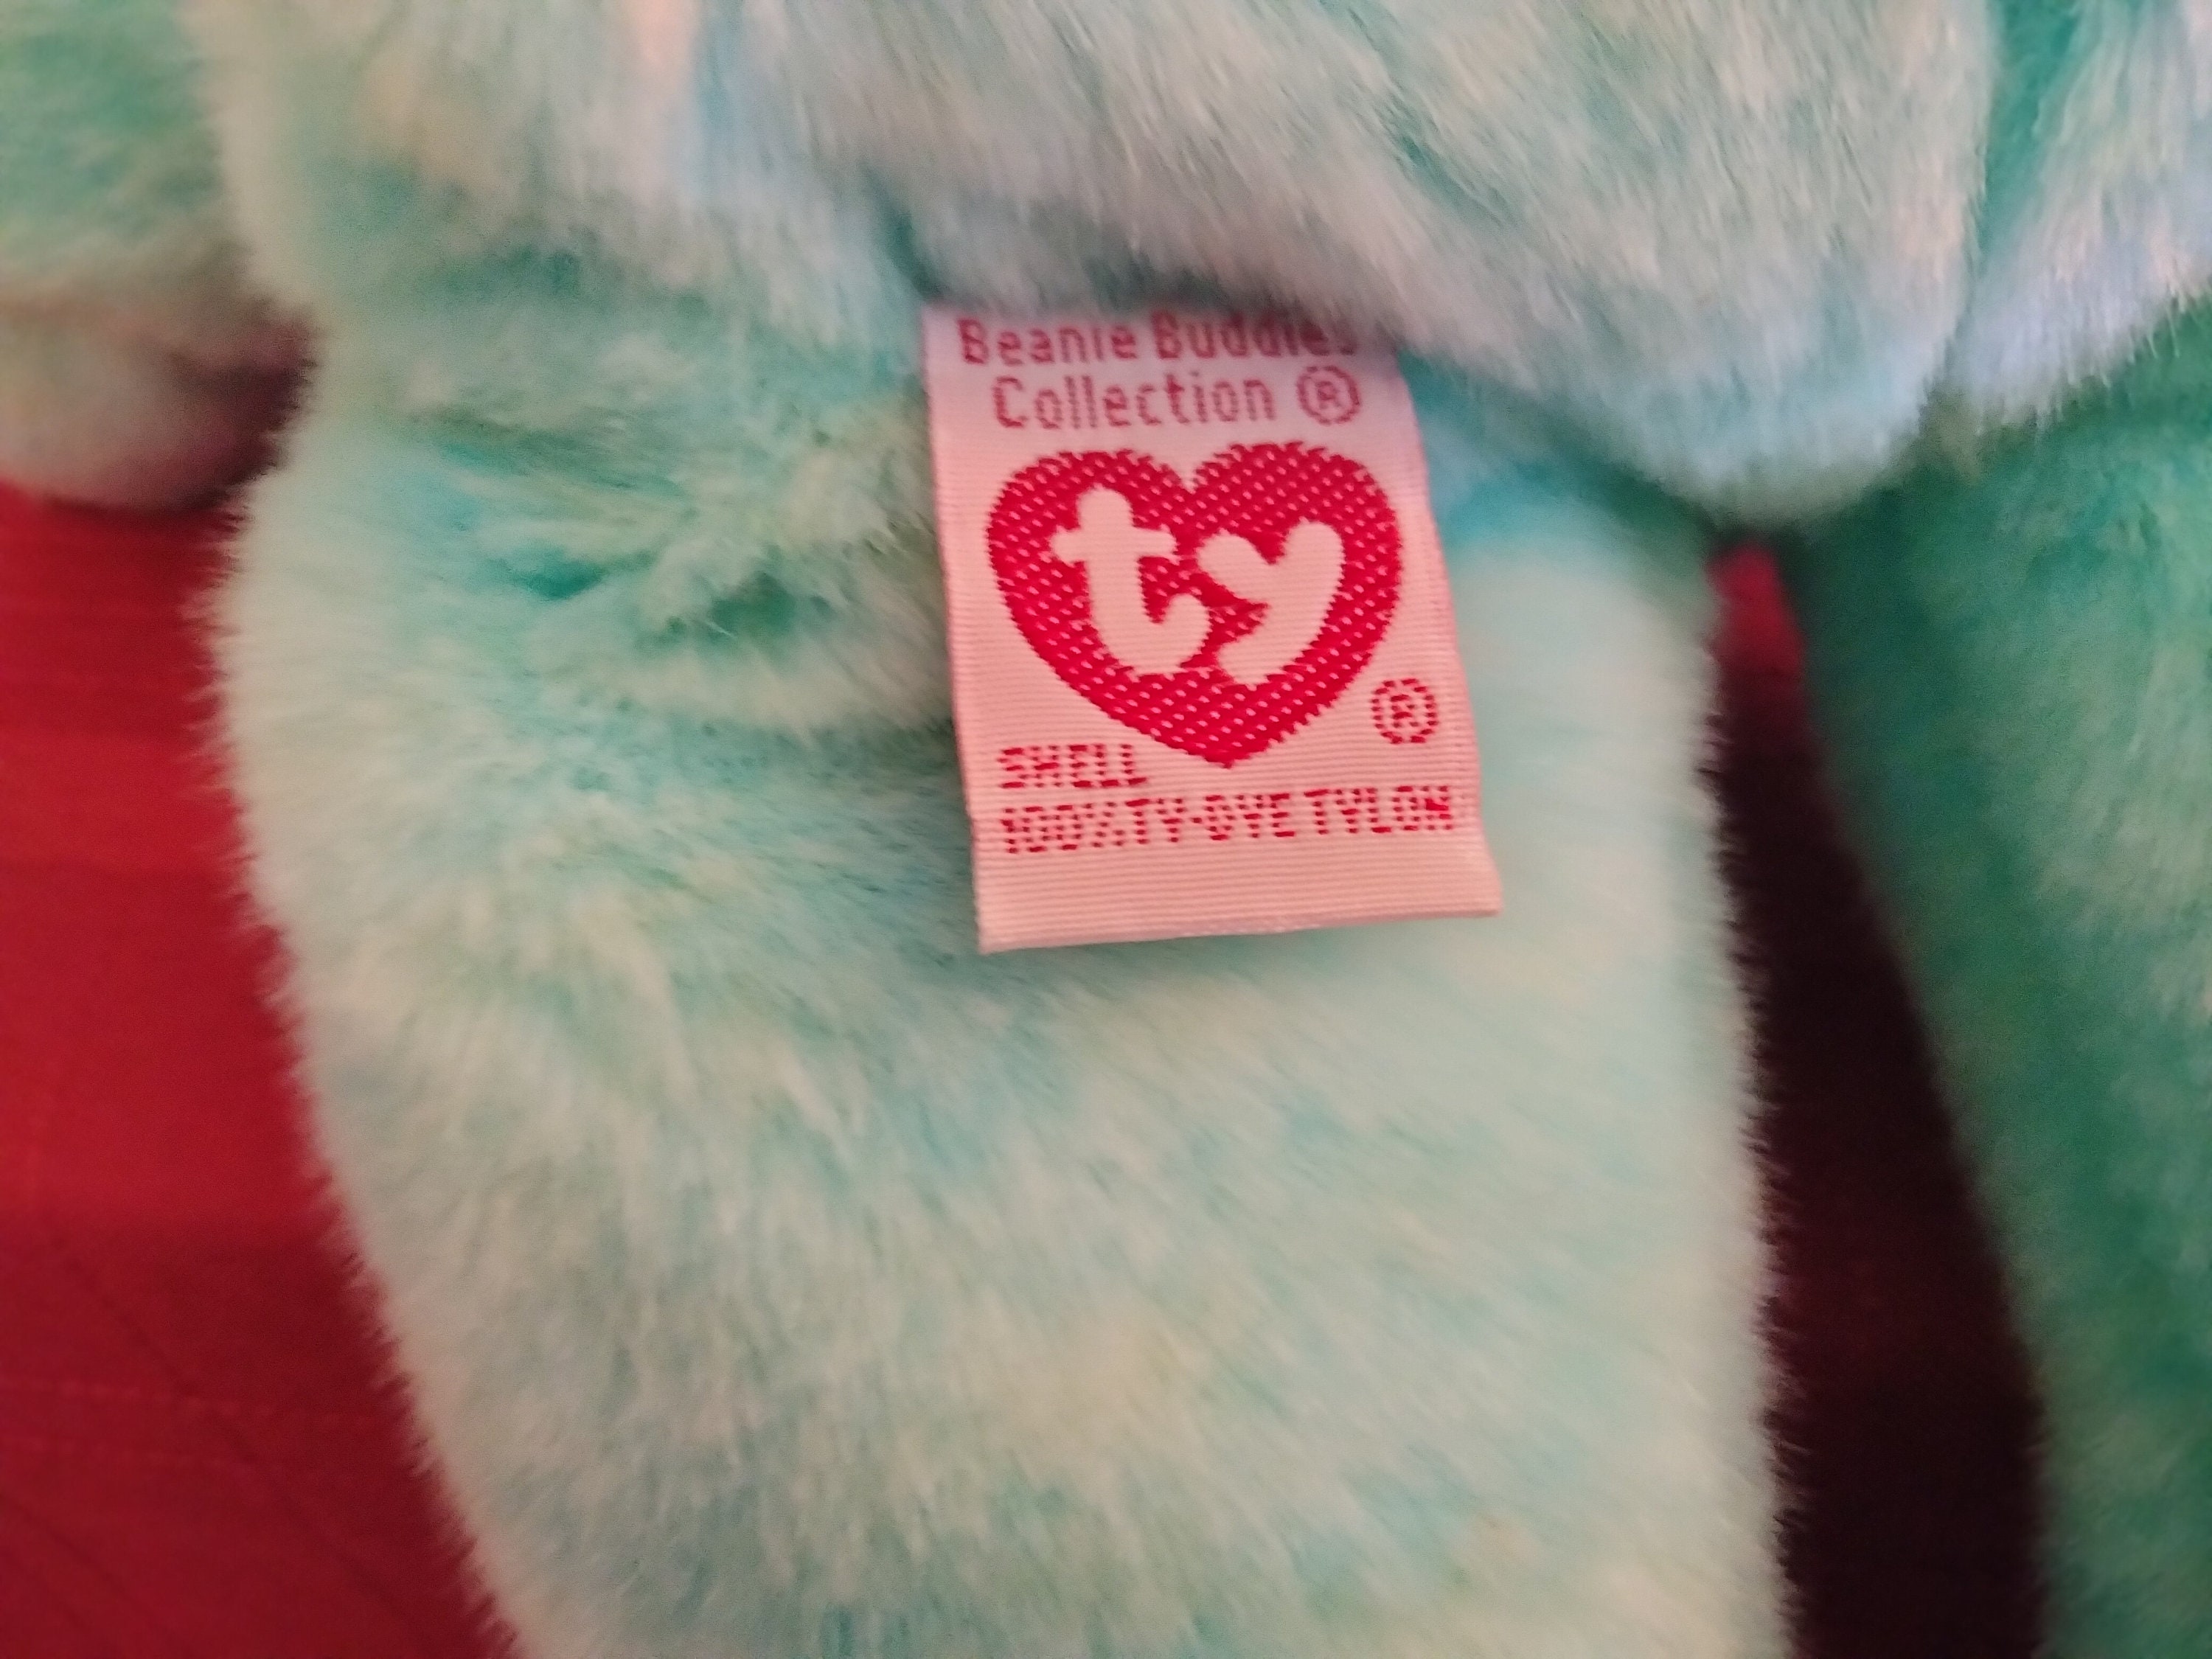 Beanie Buddies
Collection ®
ty
®
SHELL
100%TY-DYE TYLON